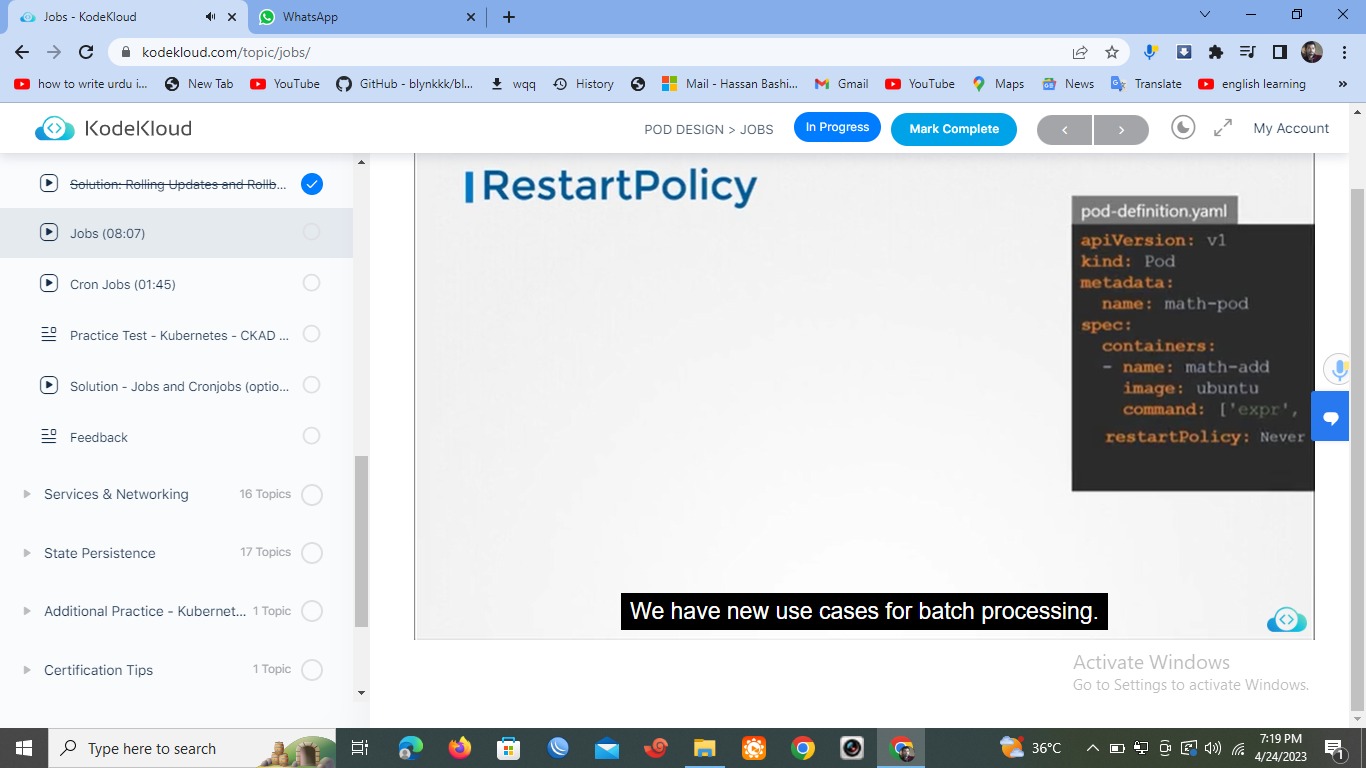 Jobs - KodeKloud
WhatsApp
kodekloud.com/topic/jobs/
how to write urdu i...
New Tab
YouTube
GitHub - blynkkk/bl...
wqq
History
Mail - Hassan Bashi...
Gmail
YouTube
Maps
News
Translate
english learning
»
KodeKloud
POD DESIGN > JOBS
In Progress
Mark Complete
My Account
Solution: Rolling Updates and Rollb...
Jobs (08:07)
Cron Jobs (01:45)
Practice Test - Kubernetes - CKAD ...
Solution - Jobs and Cronjobs (optio...
Feedback
Services & Networking
16 Topics
State Persistence
17 Topics
Additional Practice - Kubernet...
1 Topic
Certification Tips
1 Topic
RestartPolicy
pod-definition.yaml
apiVersion: v1
kind: Pod
metadata:
name: math-pod
spec:
containers:
- name: math-add
image: ubuntu
command: ['expr',
restartPolicy: Never
We have new use cases for batch processing.
Activate Windows
Go to Settings to activate Windows.
Type here to search
36°C
7:19 PM
4/24/2023
1